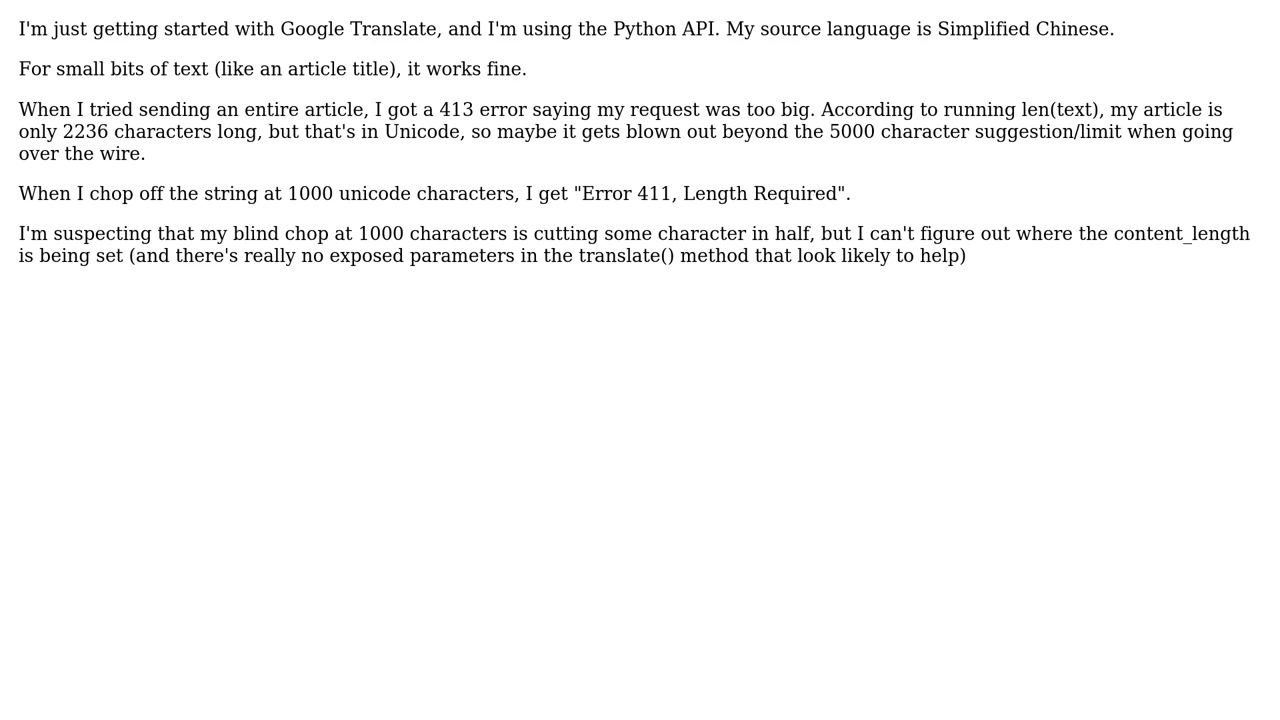 I'm just getting started with Google Translate, and I'm using the Python API. My source language is Simplified Chinese.
For small bits of text (like an article title), it works fine.
When I tried sending an entire article, I got a 413 error saying my request was too big. According to running len(text), my article is
only 2236 characters long, but that's in Unicode, so maybe it gets blown out beyond the 5000 character suggestion/limit when going
over the wire.
When I chop off the string at 1000 unicode characters, I get "Error 411, Length Required".
I'm suspecting that my blind chop at 1000 characters is cutting some character in half, but I can't figure out where the content_length
is being set (and there's really no exposed parameters in the translate() method that look likely to help)